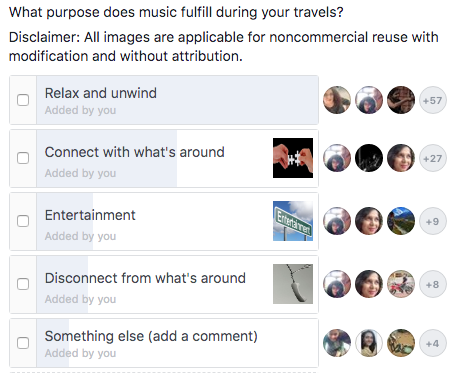 What purpose does music fulfill during your travels?
Disclaimer: All images are applicable for noncommercial reuse with
modification and without attribution.
Relax and unwind
Added by you
+57
Connect with what's around
Added by you
+27
Entertainment
Added by you
Entertainment
+9
Disconnect from what's around
Added by you
+8
Something else (add a comment)
Added by you
+4